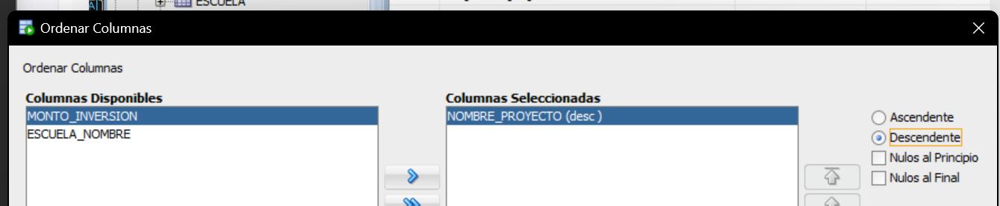 ESCUELA
Ordenar Columnas
Ordenar Columnas
Columnas Disponibles
MONTO_INVERSION
ESCUELA_NOMBRE
Columnas Seleccionadas
NOMBRE_PROYECTO (desc )
Ascendente
Descendente
Nulos al Principio
Nulos al Final